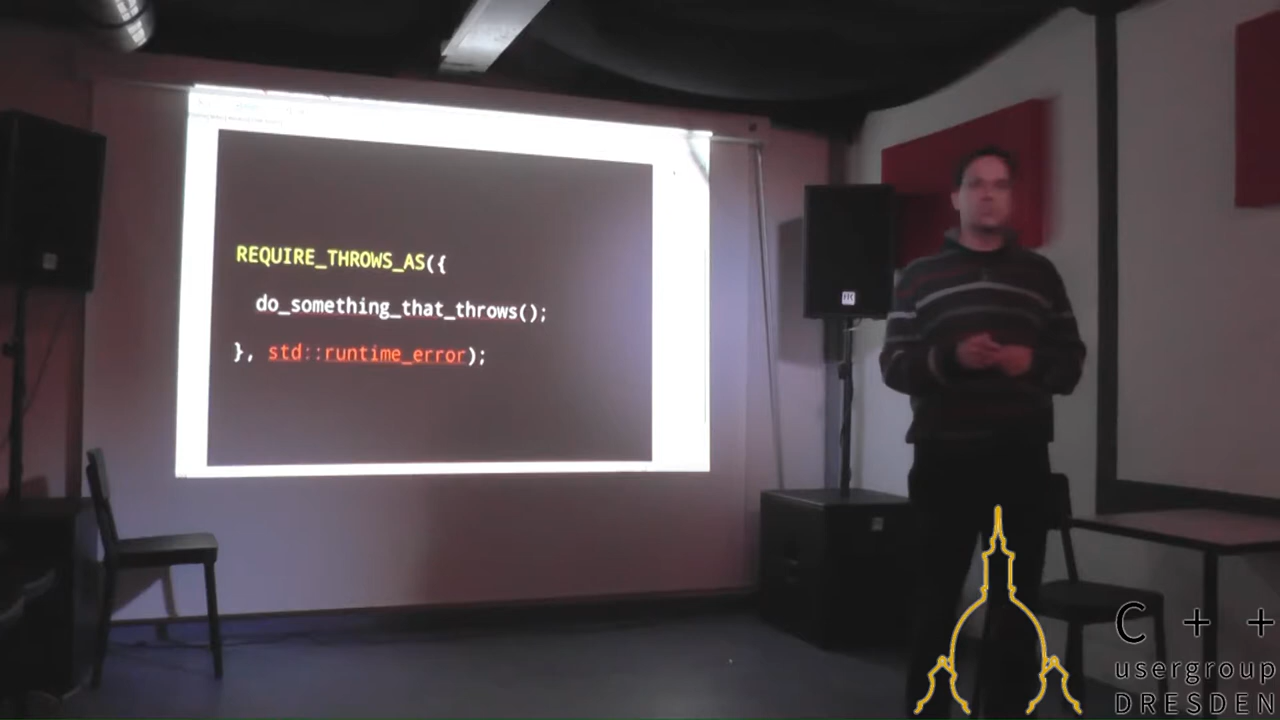 REQUIRE_THROWS_AS({
do_something_that_throws();
}, std::runtime_error);
C + +
usergroup
DRESDEN